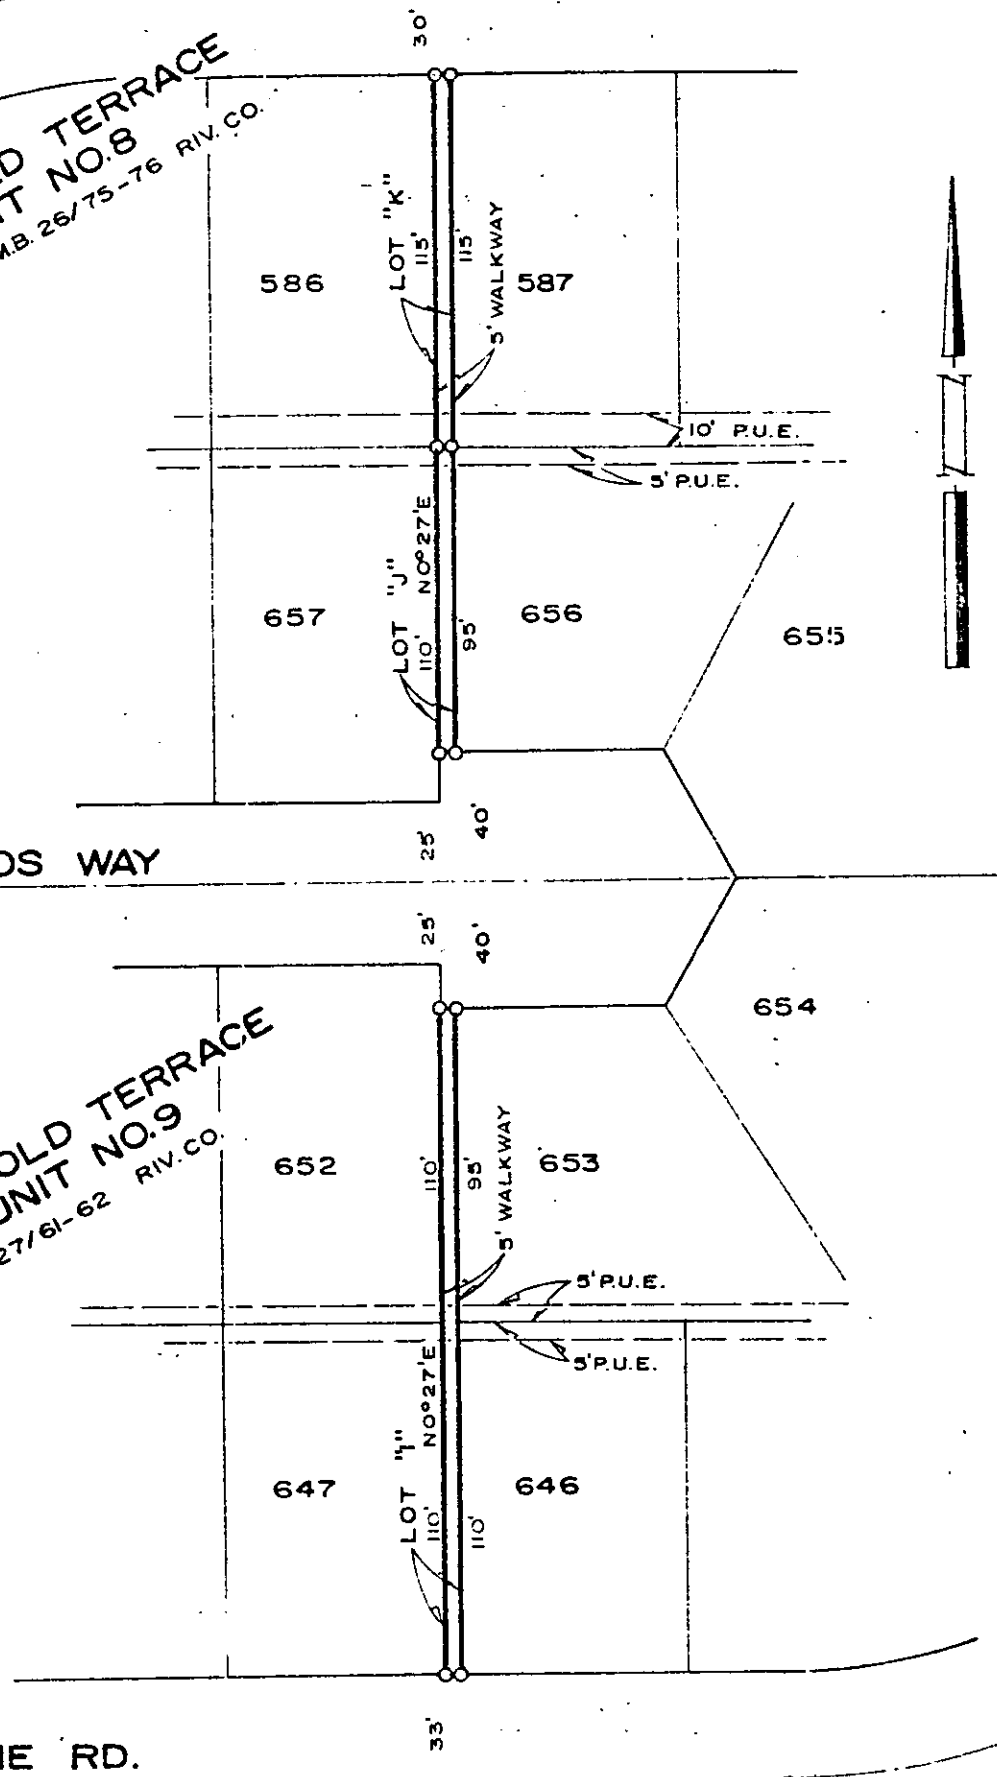 30'
D TERRACE
T NO.8
M.B. 26/75-76 RIV. CO.
LOT "K"
115'
115'
5' WALKWAY
586
587
10' P.U.E.
5' P.U.E.
LOT "J"
110'
N0°27'E
95'
657
656
655
25'
40'
OS WAY
25'
40'
654
OLD TERRACE
UNIT NO.9
27/61-62 RIV. CO.
652
110'
95'
5' WALKWAY
653
5' P.U.E.
5' P.U.E.
LOT "I"
110'
N0°27'E
110'
647
646
33'
IE RD.